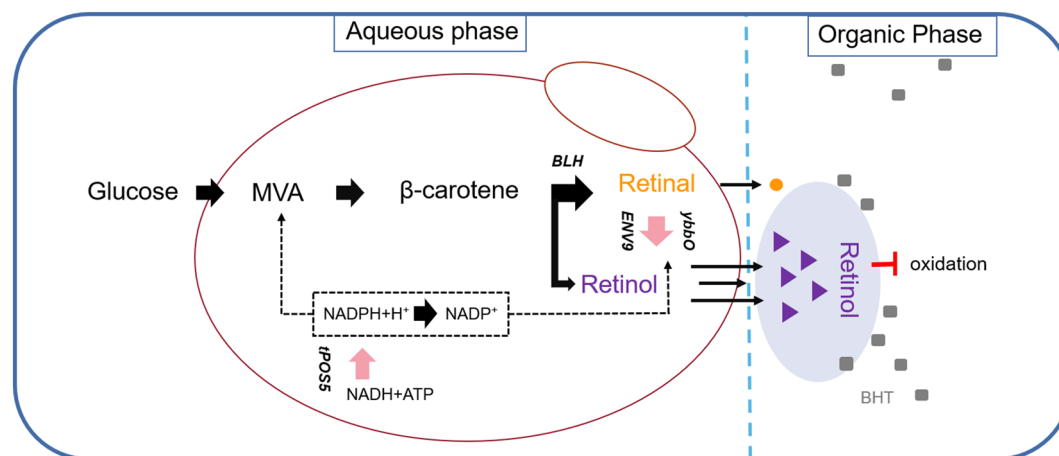 Aqueous phase
Organic Phase
Glucose
MVA
β-carotene
BLH
Retinal
ENV9
ybbO
Retinol
NADPH+H⁺
NADP⁺
tPOS5
NADH+ATP
Retinol
oxidation
BHT